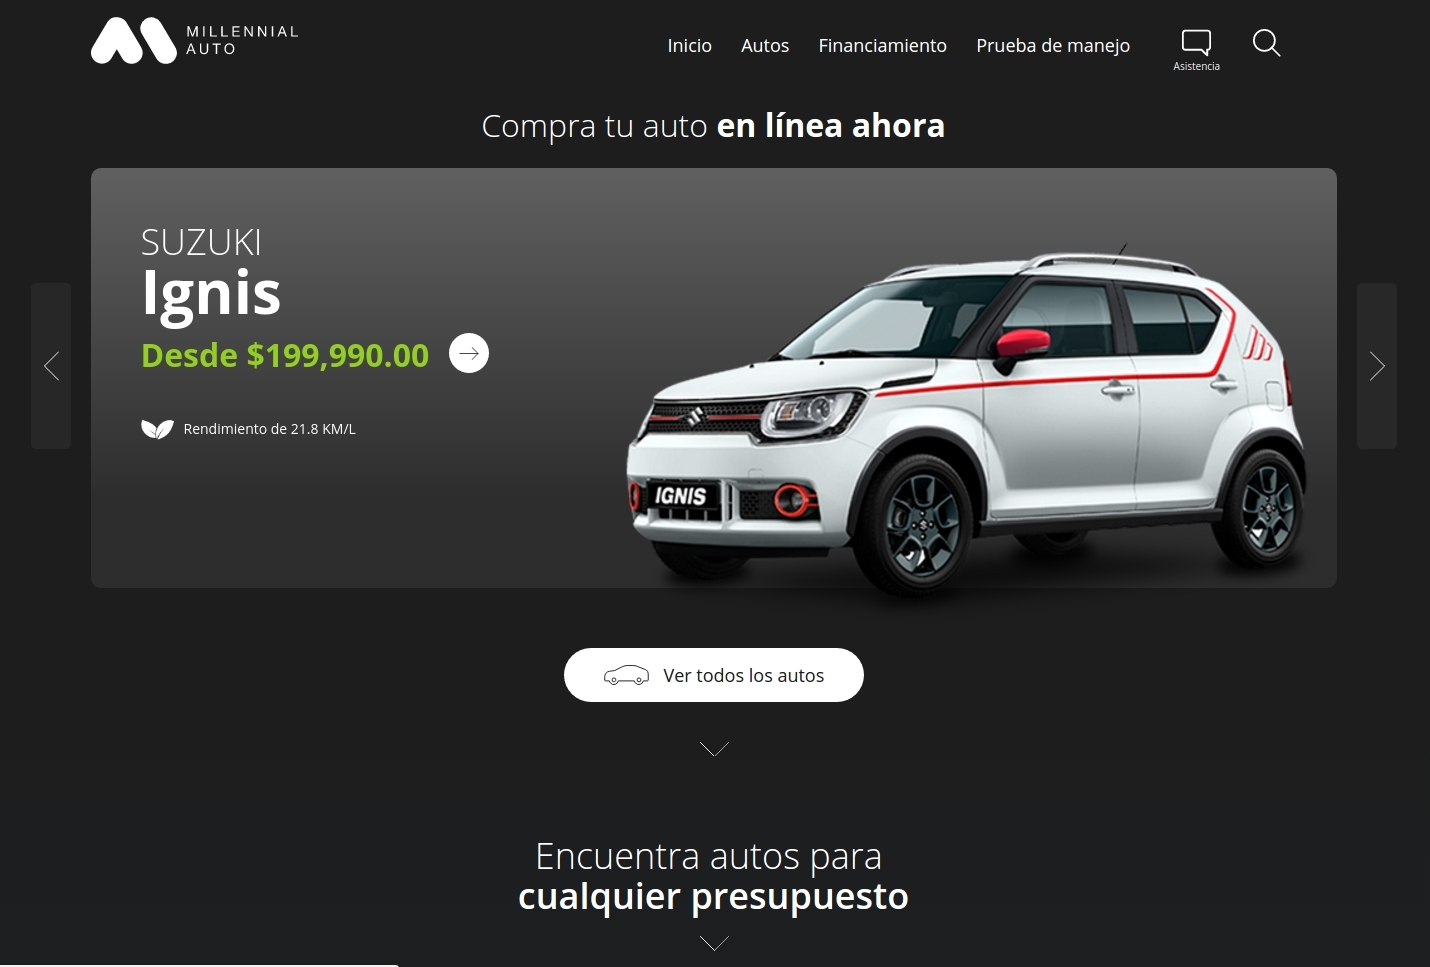 MILLENNIAL
AUTO
Inicio
Autos
Financiamiento
Prueba de manejo
Asistencia
Compra tu auto en línea ahora
SUZUKI
Ignis
Desde $199,990.00
Rendimiento de 21.8 KM/L
IGNIS
Ver todos los autos
Encuentra autos para
cualquier presupuesto